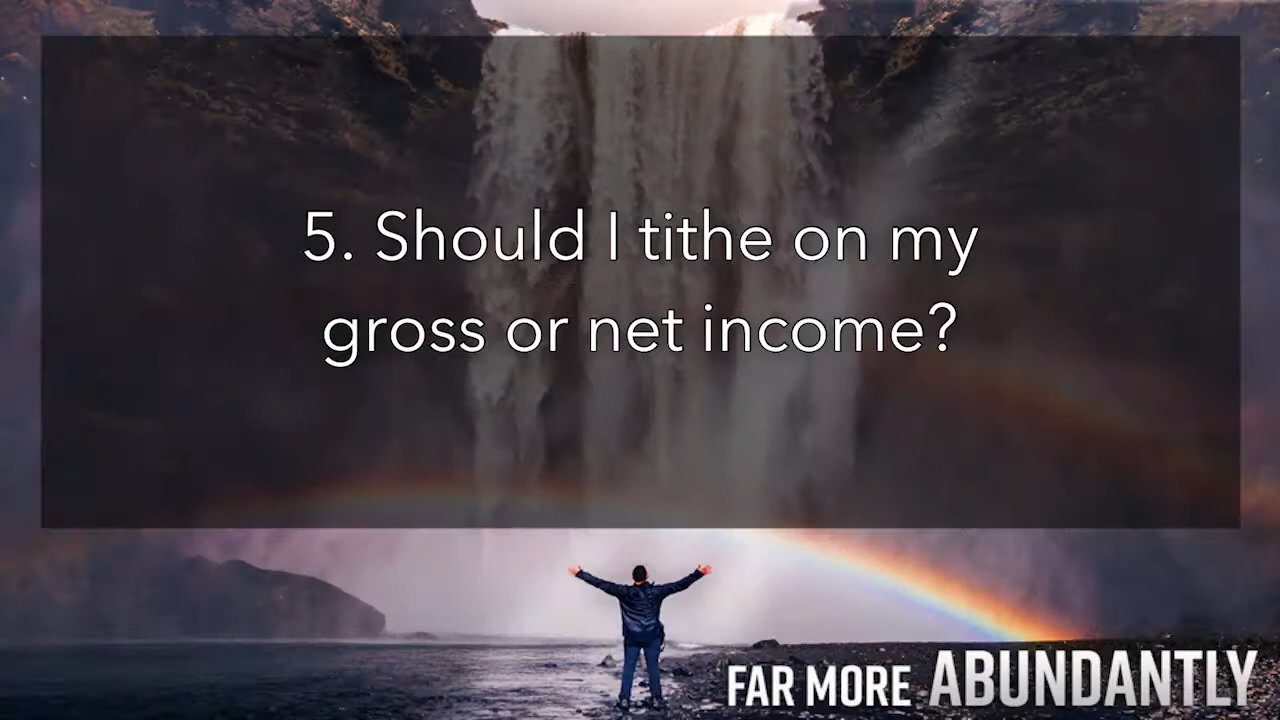 5. Should I tithe on my
gross or net income?
FAR MORE ABUNDANTLY